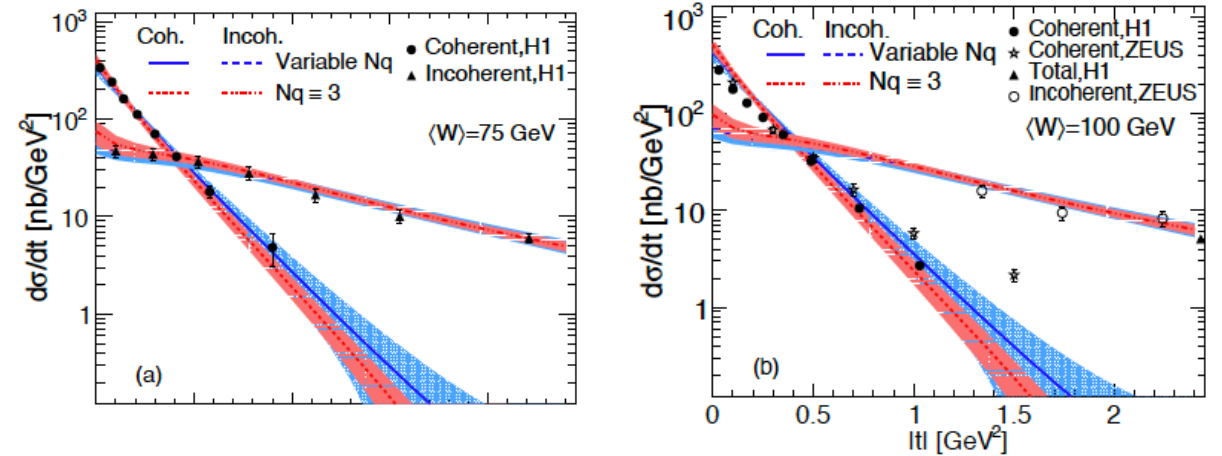 Coh. Incoh.
Variable Nq
Nq ≡ 3
Coherent,H1
Incoherent,H1
⟨W⟩=75 GeV
10³
10²
10
1
dσ/dt [nb/GeV²]
(a)
Coh. Incoh.
Variable Nq
Nq ≡ 3
Coherent,H1
Coherent,ZEUS
Total,H1
Incoherent,ZEUS
⟨W⟩=100 GeV
10³
10²
10
1
dσ/dt [nb/GeV²]
(b)
0 0.5 1 1.5 2
|t| [GeV²]